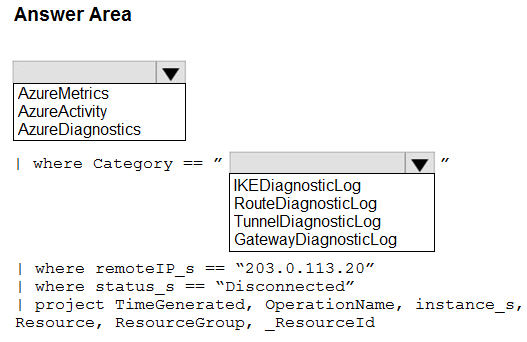 Answer Area
AzureMetrics
AzureActivity
AzureDiagnostics
| where Category == ” ”
IKEDiagnosticLog
RouteDiagnosticLog
TunnelDiagnosticLog
GatewayDiagnosticLog
| where remoteIP_s == “203.0.113.20”
| where status_s == “Disconnected”
| project TimeGenerated, OperationName, instance_s,
Resource, ResourceGroup, _ResourceId